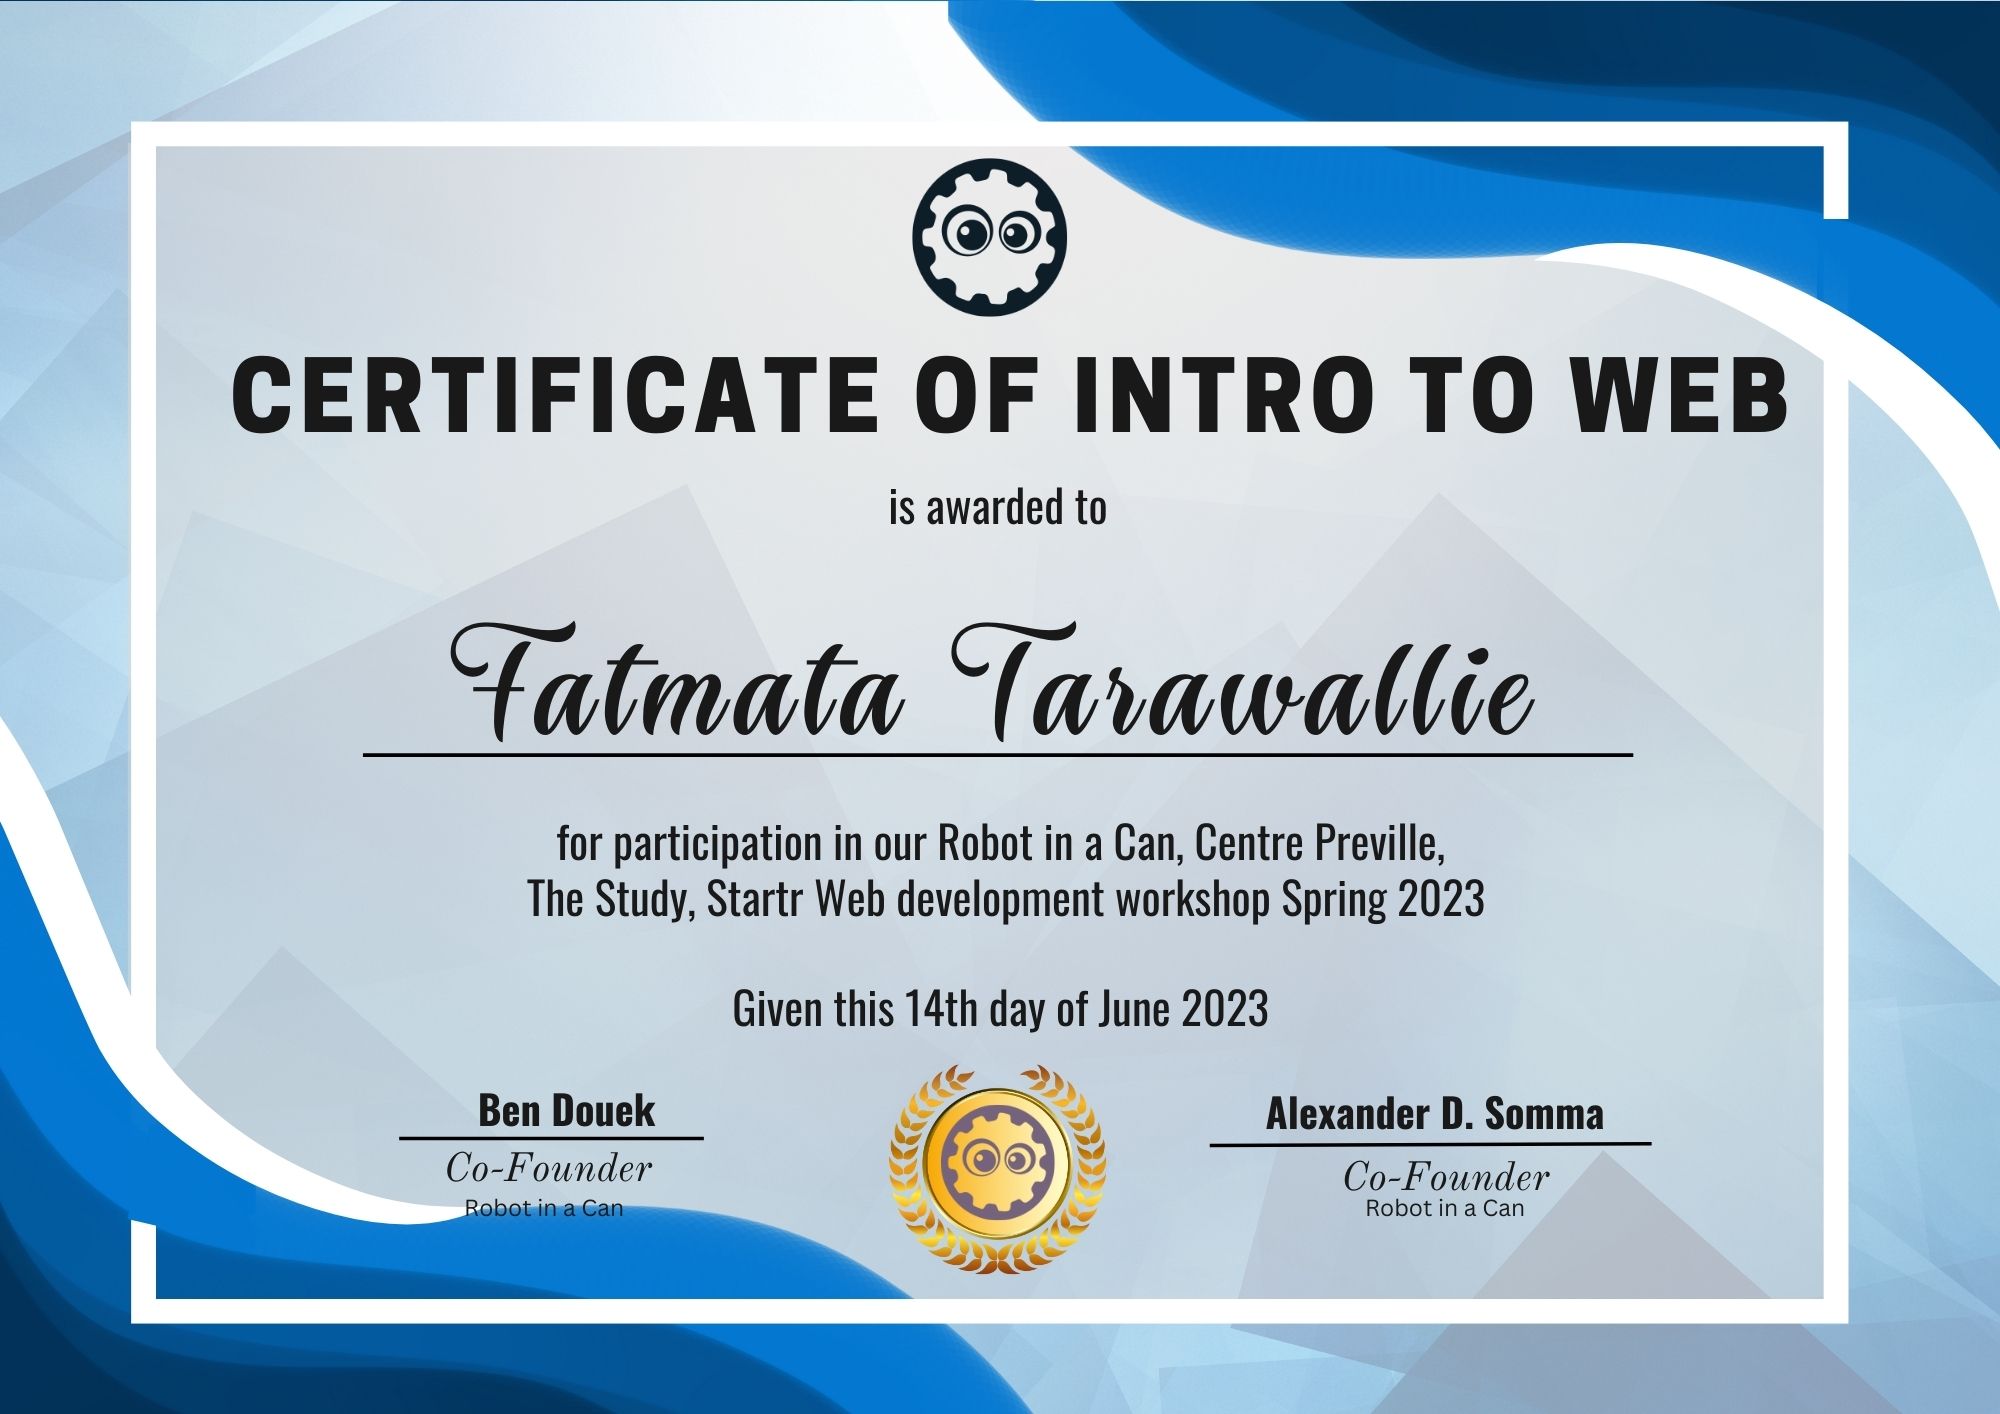 CERTIFICATE OF INTRO TO WEB
is awarded to
Fatmata Tarawallie
for participation in our Robot in a Can, Centre Preville,
The Study, Startr Web development workshop Spring 2023
Given this 14th day of June 2023
Ben Douek
Co-Founder
Robot in a Can
Alexander D. Somma
Co-Founder
Robot in a Can